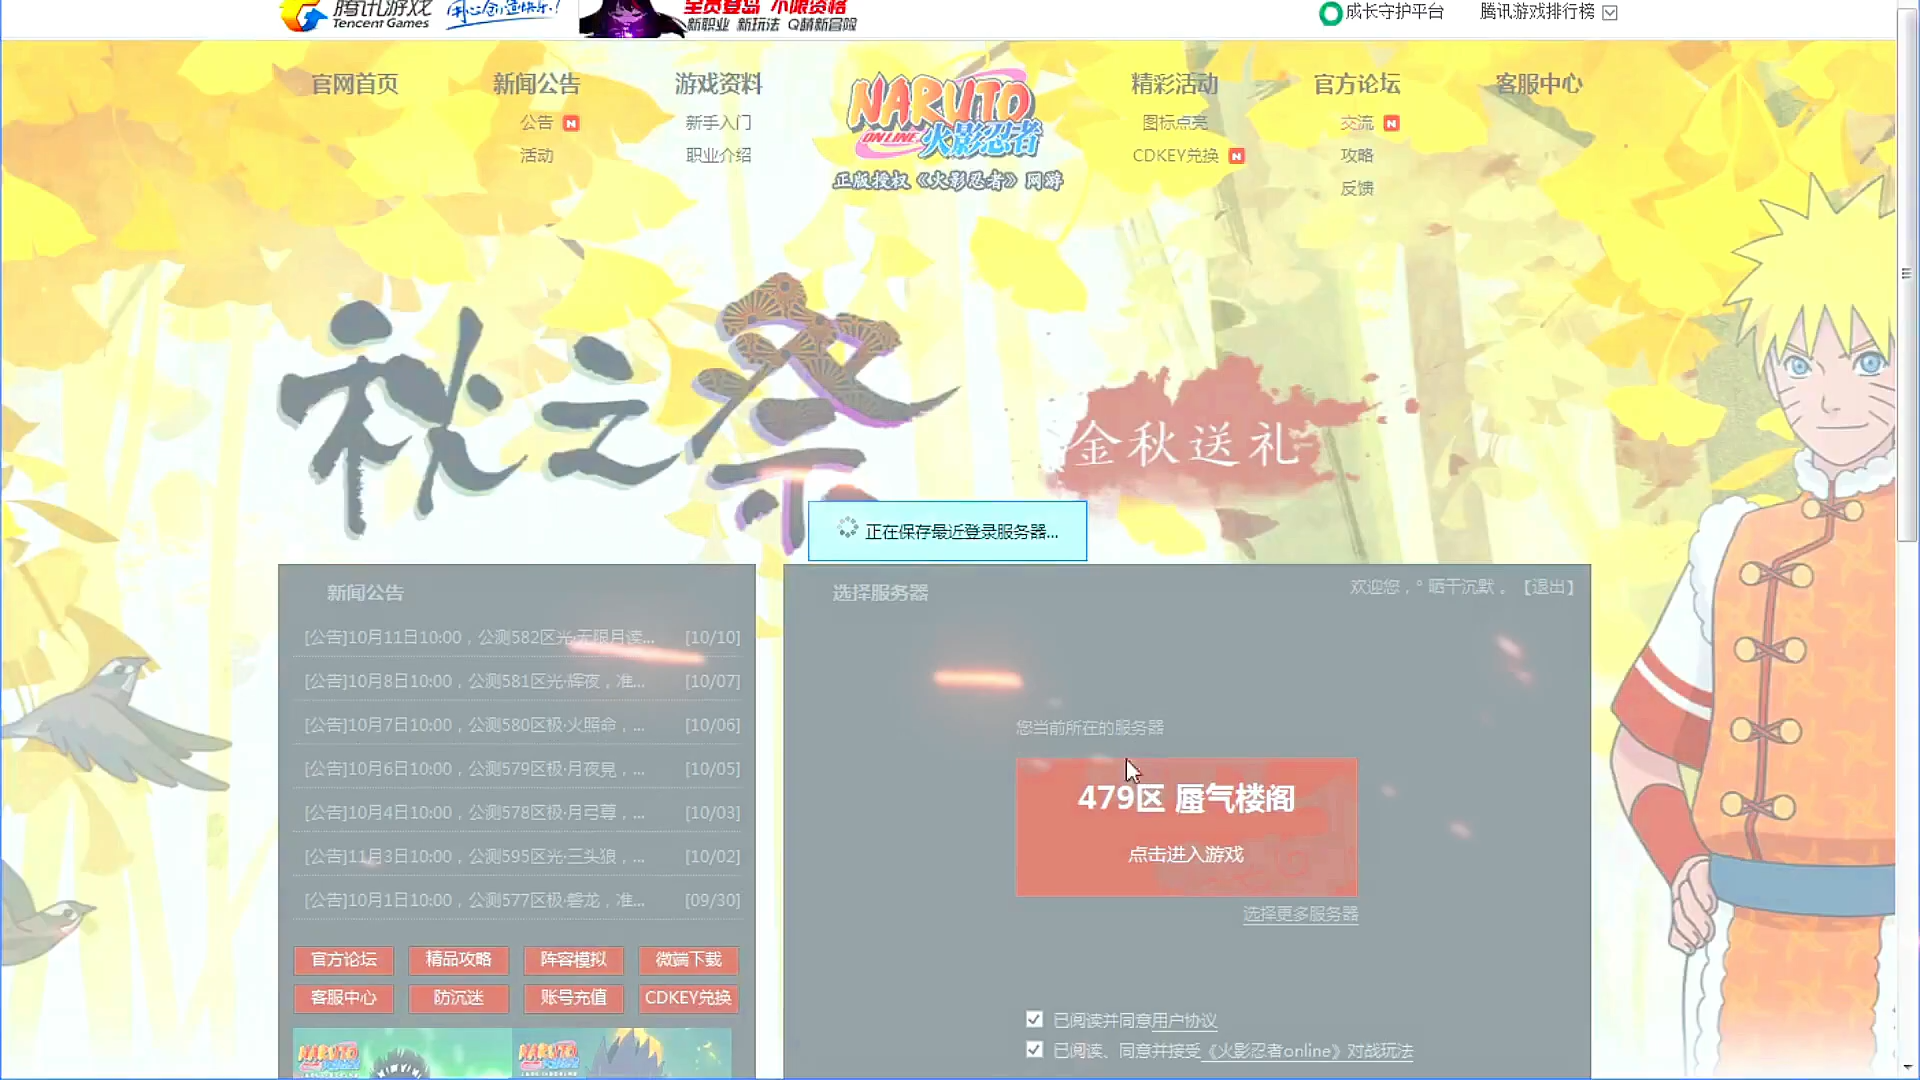 腾讯游戏
Tencent Games
开心创造快乐!
全员登岛 不限资格
新职业 新玩法 Q萌新冒险
成长守护平台
腾讯游戏排行榜
官网首页
新闻公告
公告 N
活动
游戏资料
新手入门
职业介绍
NARUTO
ONLINE 火影忍者
正版授权《火影忍者》网游
精彩活动
图标点亮
CDKEY兑换 N
官方论坛
交流 N
攻略
反馈
客服中心
秋之祭
金秋送礼
正在保存最近登录服务器...
新闻公告
[公告]10月11日10:00，公测582区光·无限月读... [10/10]
[公告]10月8日10:00，公测581区光·辉夜，准... [10/07]
[公告]10月7日10:00，公测580区极·火照命，... [10/06]
[公告]10月6日10:00，公测579区极·月夜見，... [10/05]
[公告]10月4日10:00，公测578区极·月弓尊，... [10/03]
[公告]11月3日10:00，公测595区光·三头狼，... [10/02]
[公告]10月1日10:00，公测577区极·磐龙，准... [09/30]
官方论坛 精品攻略 阵容模拟 微端下载
客服中心 防沉迷 账号充值 CDKEY兑换
NARUTO NARUTO
选择服务器
欢迎您，° 晒干沉默 。【退出】
您当前所在的服务器
479区 蜃气楼阁
点击进入游戏
选择更多服务器
已阅读并同意用户协议
已阅读、同意并接受《火影忍者online》对战玩法